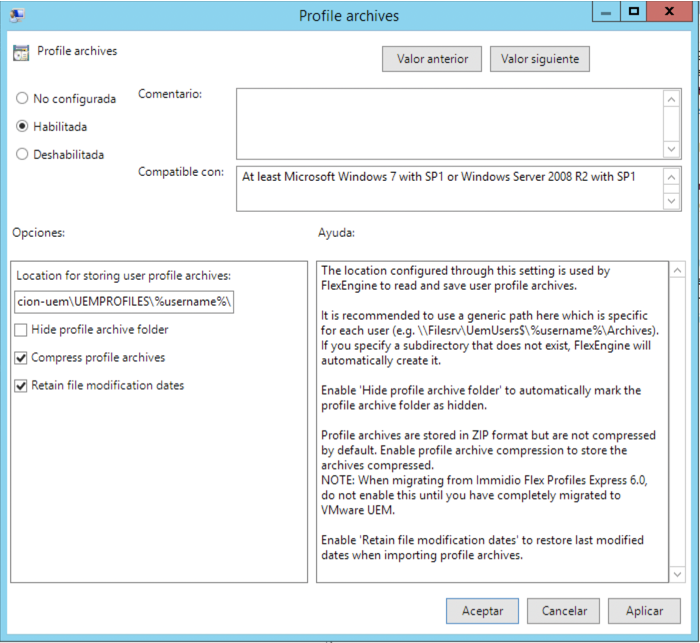 Profile archives
Profile archives
Valor anterior
Valor siguiente
No configurada
Habilitada
Deshabilitada
Comentario:
Compatible con:
At least Microsoft Windows 7 with SP1 or Windows Server 2008 R2 with SP1
Opciones:
Ayuda:
Location for storing user profile archives:
cion-uem\UEMPROFILES\%username%\
Hide profile archive folder
Compress profile archives
Retain file modification dates
The location configured through this setting is used by
FlexEngine to read and save user profile archives.
It is recommended to use a generic path here which is specific
for each user (e.g. \\Filesrv\UemUsers$\%username%\Archives).
If you specify a subdirectory that does not exist, FlexEngine will
automatically create it.
Enable 'Hide profile archive folder' to automatically mark the
profile archive folder as hidden.
Profile archives are stored in ZIP format but are not compressed
by default. Enable profile archive compression to store the
archives compressed.
NOTE: When migrating from Immidio Flex Profiles Express 6.0,
do not enable this until you have completely migrated to
VMware UEM.
Enable 'Retain file modification dates' to restore last modified
dates when importing profile archives.
Aceptar
Cancelar
Aplicar